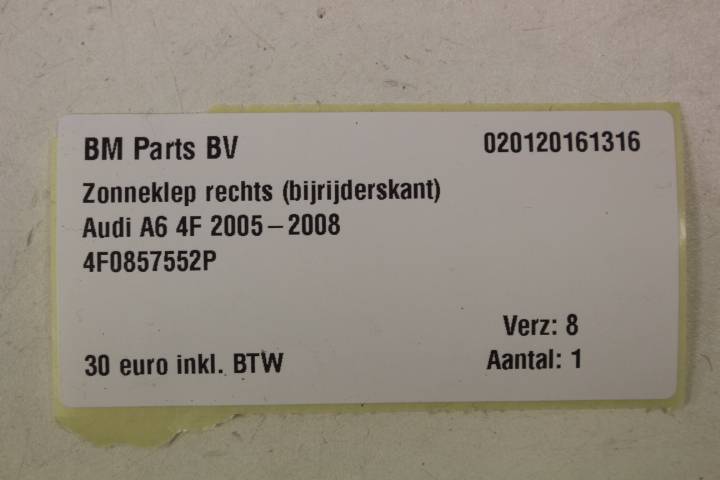 BM Parts BV 020120161316
Zonneklep rechts (bijrijderskant)
Audi A6 4F 2005-2008
4F0857552P
Verz: 8
30 euro inkl. BTW Aantal: 1